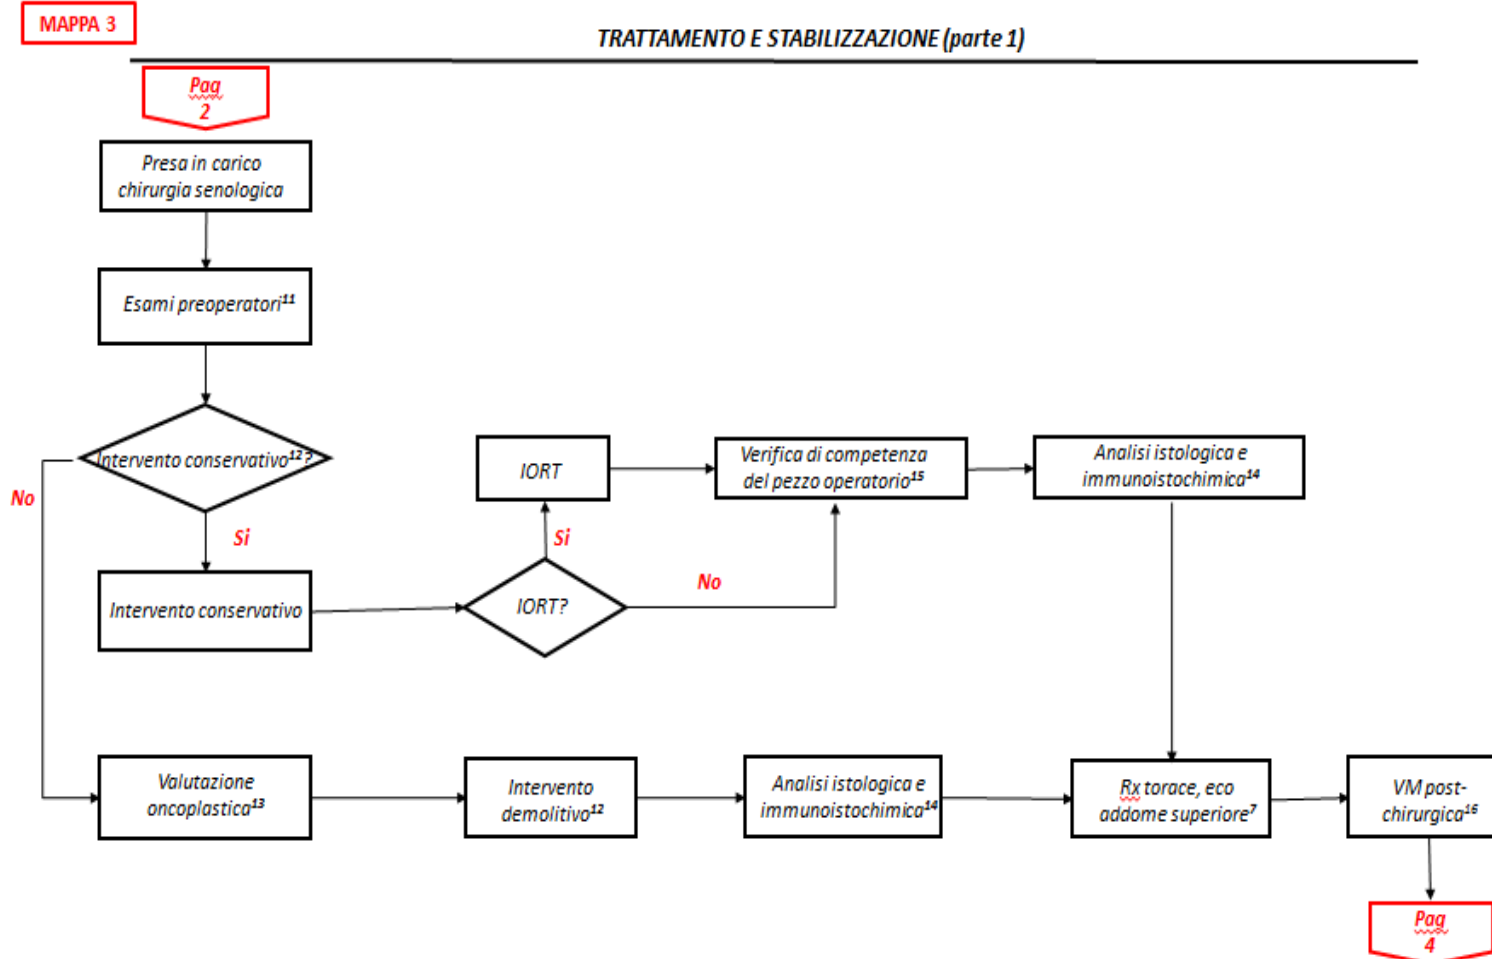 MAPPA 3
TRATTAMENTO E STABILIZZAZIONE (parte 1)
Pag
2
Presa in carico
chirurgia senologica
Esami preoperatori¹¹
Intervento conservativo¹²?
No
Si
Intervento conservativo
IORT?
Si
No
IORT
Verifica di competenza
del pezzo operatorio¹⁵
Analisi istologica e
immunoistochimica¹⁴
Valutazione
oncoplastica¹³
Intervento
demolitivo¹²
Analisi istologica e
immunoistochimica¹⁴
Rx torace, eco
addome superiore⁷
VM post-
chirurgica¹⁶
Pag
4